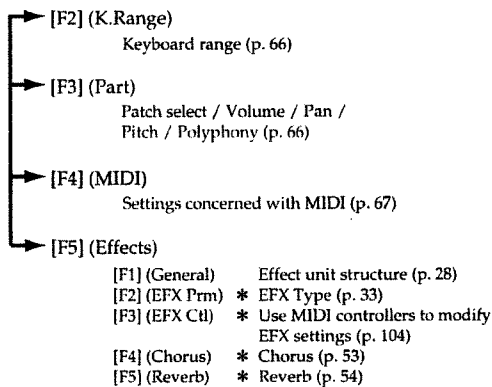 [F2] (K.Range)
Keyboard range (p. 66)
[F3] (Part)
Patch select / Volume / Pan /
Pitch / Polyphony (p. 66)
[F4] (MIDI)
Settings concerned with MIDI (p. 67)
[F5] (Effects)
[F1] (General) Effect unit structure (p. 28)
[F2] (EFX Prm) * EFX Type (p. 33)
[F3] (EFX Ctl) * Use MIDI controllers to modify
EFX settings (p. 104)
[F4] (Chorus) * Chorus (p. 53)
[F5] (Reverb) * Reverb (p. 54)